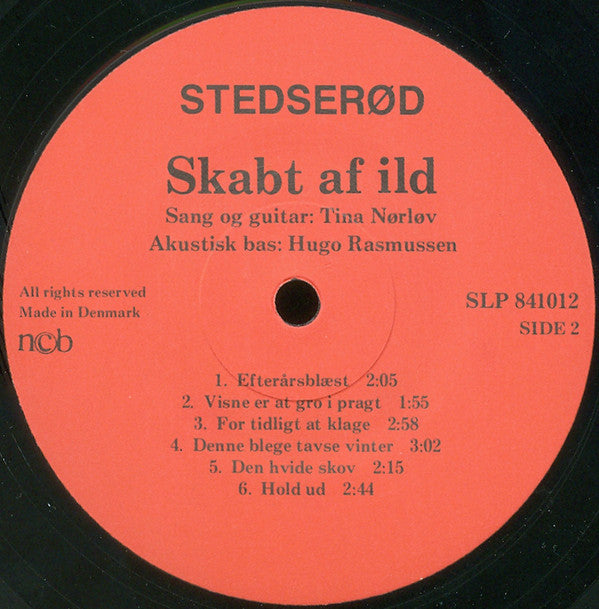 STEDSERØD
Skabt af ild
Sang og guitar: Tina Nørløv
Akustisk bas: Hugo Rasmussen
All rights reserved
Made in Denmark
ncb
SLP 841012
SIDE 2
1. Efterårsblæst 2:05
2. Visne er at gro i pragt 1:55
3. For tidligt at klage 2:58
4. Denne blege tavse vinter 3:02
5. Den hvide skov 2:15
6. Hold ud 2:44